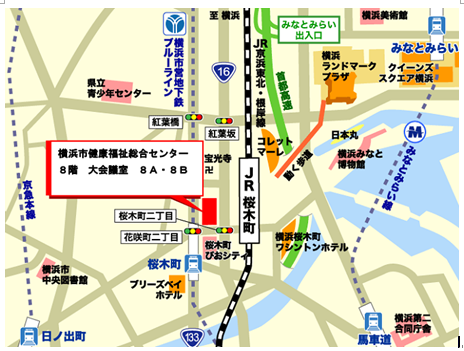 至 横浜
みなとみらい
出入口
横浜美術館
みなとみらい
横浜市営地下鉄
ブルーライン
16
JR京浜東北・根岸線
首都高速
横浜
ランドマーク
プラザ
クイーンズ
スクエア横浜
県立
青少年センター
紅葉橋
紅葉坂
コレット
マーレ
動く歩道
日本丸
横浜みなと
博物館
みなとみらい線
横浜市健康福祉総合センター
8階 大会議室 8A・8B
宝光寺
卍
JR 桜木町
京急本線
桜木町二丁目
花咲町二丁目
桜木町
ぴおシティ
横浜桜木町
ワシントンホテル
横浜市
中央図書館
桜木町
ブリーズベイ
ホテル
日ノ出町
133
馬車道
横浜第二
合同庁舎